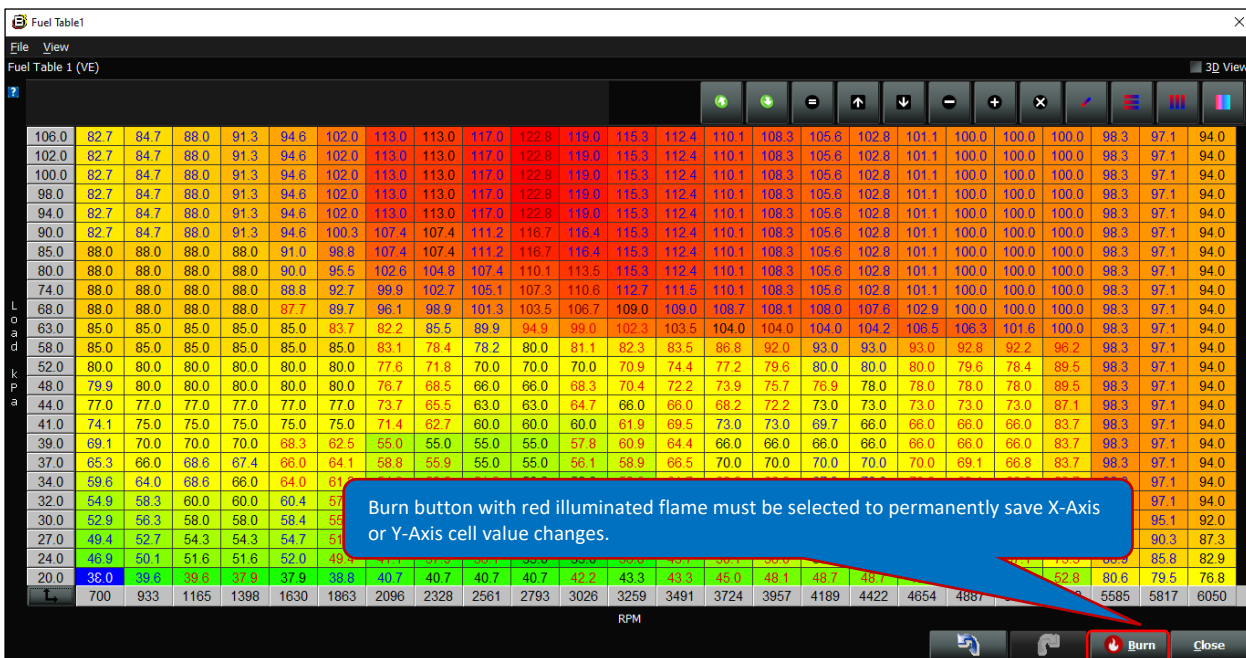 Fuel Table1
File View
Fuel Table 1 (VE) 3D View
106.0 82.7 84.7 88.0 91.3 94.6 102.0 113.0 113.0 117.0 122.8 119.0 115.3 112.4 110.1 108.3 105.6 102.8 101.1 100.0 100.0 100.0 98.3 97.1 94.0
102.0 82.7 84.7 88.0 91.3 94.6 102.0 113.0 113.0 117.0 122.8 119.0 115.3 112.4 110.1 108.3 105.6 102.8 101.1 100.0 100.0 100.0 98.3 97.1 94.0
100.0 82.7 84.7 88.0 91.3 94.6 102.0 113.0 113.0 117.0 122.8 119.0 115.3 112.4 110.1 108.3 105.6 102.8 101.1 100.0 100.0 100.0 98.3 97.1 94.0
98.0 82.7 84.7 88.0 91.3 94.6 102.0 113.0 113.0 117.0 122.8 119.0 115.3 112.4 110.1 108.3 105.6 102.8 101.1 100.0 100.0 100.0 98.3 97.1 94.0
94.0 82.7 84.7 88.0 91.3 94.6 102.0 113.0 113.0 117.0 122.8 119.0 115.3 112.4 110.1 108.3 105.6 102.8 101.1 100.0 100.0 100.0 98.3 97.1 94.0
90.0 82.7 84.7 88.0 91.3 94.6 100.3 107.4 107.4 111.2 116.7 116.4 115.3 112.4 110.1 108.3 105.6 102.8 101.1 100.0 100.0 100.0 98.3 97.1 94.0
85.0 88.0 88.0 88.0 88.0 91.0 98.8 107.4 107.4 111.2 116.7 116.4 115.3 112.4 110.1 108.3 105.6 102.8 101.1 100.0 100.0 100.0 98.3 97.1 94.0
80.0 88.0 88.0 88.0 88.0 90.0 95.5 102.6 104.8 107.4 110.1 113.5 115.3 112.4 110.1 108.3 105.6 102.8 101.1 100.0 100.0 100.0 98.3 97.1 94.0
74.0 88.0 88.0 88.0 88.0 88.8 92.7 99.9 102.7 105.1 107.3 110.6 112.7 111.5 110.1 108.3 105.6 102.8 101.1 100.0 100.0 100.0 98.3 97.1 94.0
68.0 88.0 88.0 88.0 88.0 87.7 89.7 96.1 98.9 101.3 103.5 106.7 109.0 109.0 108.7 108.1 108.0 107.6 102.9 100.0 100.0 100.0 98.3 97.1 94.0
63.0 85.0 85.0 85.0 85.0 85.0 83.7 82.2 85.5 89.9 94.9 99.0 102.3 103.5 104.0 104.0 104.0 104.2 106.5 106.3 101.6 100.0 98.3 97.1 94.0
58.0 85.0 85.0 85.0 85.0 85.0 85.0 83.1 78.4 78.2 80.0 81.1 82.3 83.5 86.8 92.0 93.0 93.0 93.0 92.8 92.2 96.2 98.3 97.1 94.0
52.0 80.0 80.0 80.0 80.0 80.0 80.0 77.6 71.8 70.0 70.0 70.0 70.9 74.4 77.2 79.6 80.0 80.0 80.0 79.6 78.4 89.5 98.3 97.1 94.0
48.0 79.9 80.0 80.0 80.0 80.0 80.0 76.7 68.5 66.0 66.0 68.3 70.4 72.2 73.9 75.7 76.9 78.0 78.0 78.0 78.0 89.5 98.3 97.1 94.0
44.0 77.0 77.0 77.0 77.0 77.0 77.0 73.7 65.5 63.0 63.0 64.7 66.0 66.0 68.2 72.2 73.0 73.0 73.0 73.0 73.0 87.1 98.3 97.1 94.0
41.0 74.1 75.0 75.0 75.0 75.0 75.0 71.4 62.7 60.0 60.0 60.0 61.9 69.5 73.0 73.0 69.7 66.0 66.0 66.0 66.0 83.7 98.3 97.1 94.0
39.0 69.1 70.0 70.0 70.0 68.3 62.5 55.0 55.0 55.0 55.0 57.8 60.9 64.4 66.0 66.0 66.0 66.0 66.0 66.0 66.0 83.7 98.3 97.1 94.0
37.0 65.3 66.0 68.6 67.4 66.0 64.1 58.8 55.9 55.0 55.0 56.1 58.9 66.5 70.0 70.0 70.0 70.0 70.0 69.1 66.8 83.7 98.3 97.1 94.0
34.0 59.6 64.0 68.6 66.0 64.0 97.1 94.0
32.0 54.9 58.3 60.0 60.0 60.4 97.1 94.0
30.0 52.9 56.3 58.0 58.0 58.4 95.1 92.0
27.0 49.4 52.7 54.3 54.3 54.7 90.3 87.3
24.0 46.9 50.1 51.6 51.6 52.0 85.8 82.9
20.0 38.0 39.6 39.6 37.9 37.9 38.8 40.7 40.7 40.7 40.7 42.2 43.3 43.3 45.0 48.1 48.7 48.7 52.8 80.6 79.5 76.8
700 933 1165 1398 1630 1863 2096 2328 2561 2793 3026 3259 3491 3724 3957 4189 4422 4654 4887 5585 5817 6050
Load kPa
RPM
Burn button with red illuminated flame must be selected to permanently save X-Axis
or Y-Axis cell value changes.
Burn Close